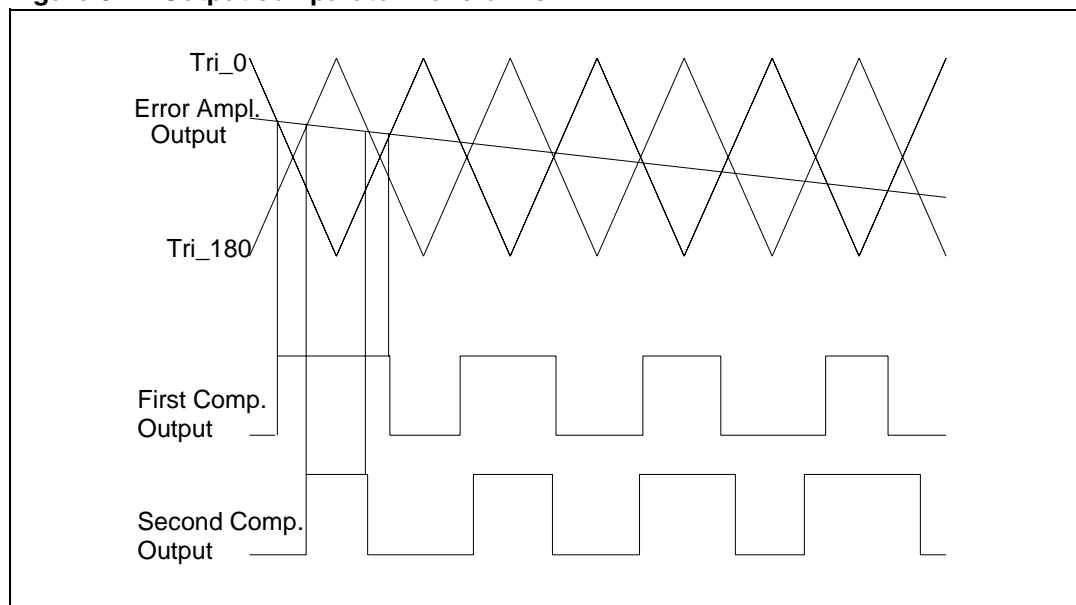 Tri_0
Error Ampl.
Output
Tri_180
First Comp.
Output
Second Comp.
Output